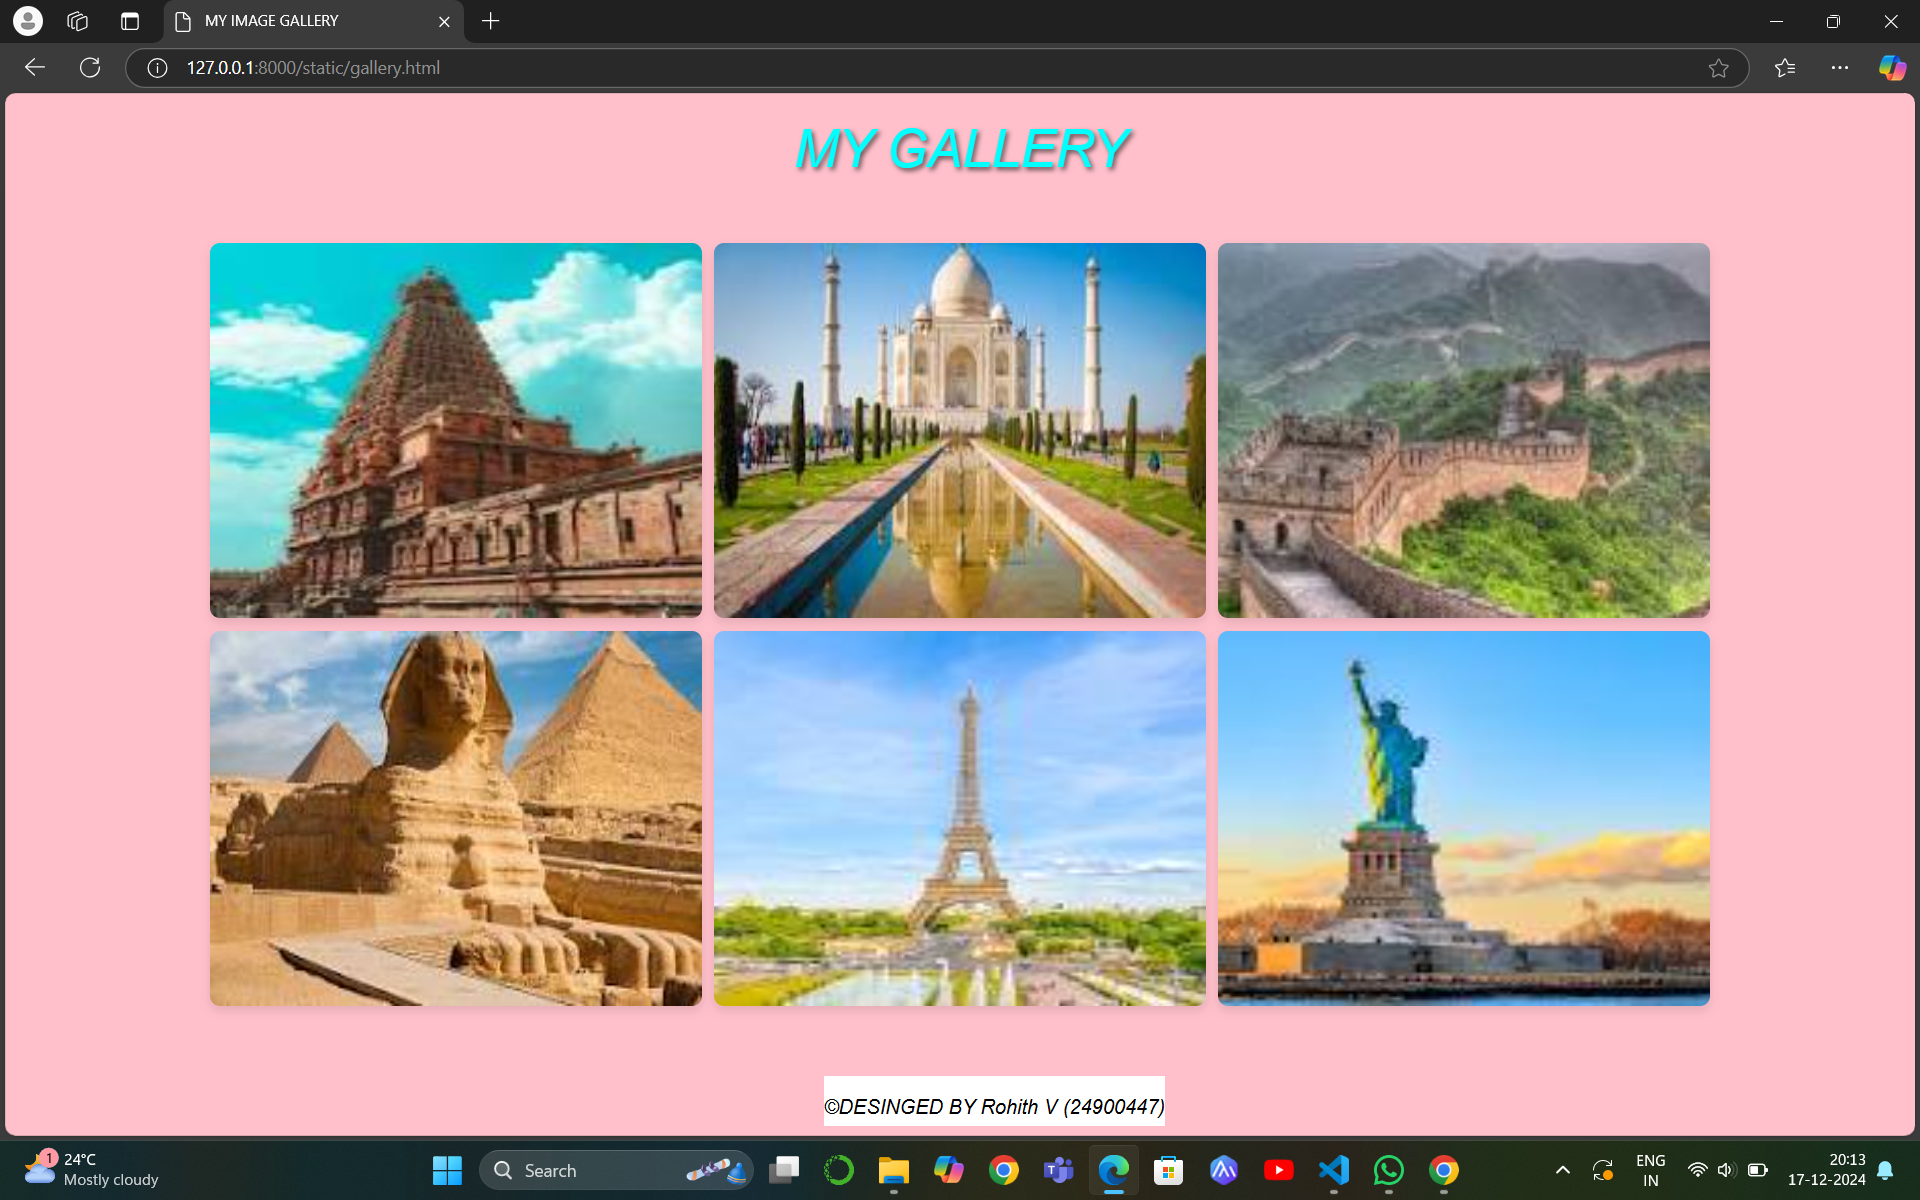 MY IMAGE GALLERY
127.0.0.1:8000/static/gallery.html
MY GALLERY
©DESINGED BY Rohith V (24900447)
1
24°C
Mostly cloudy
Search
T
ENG
IN
20:13
17-12-2024